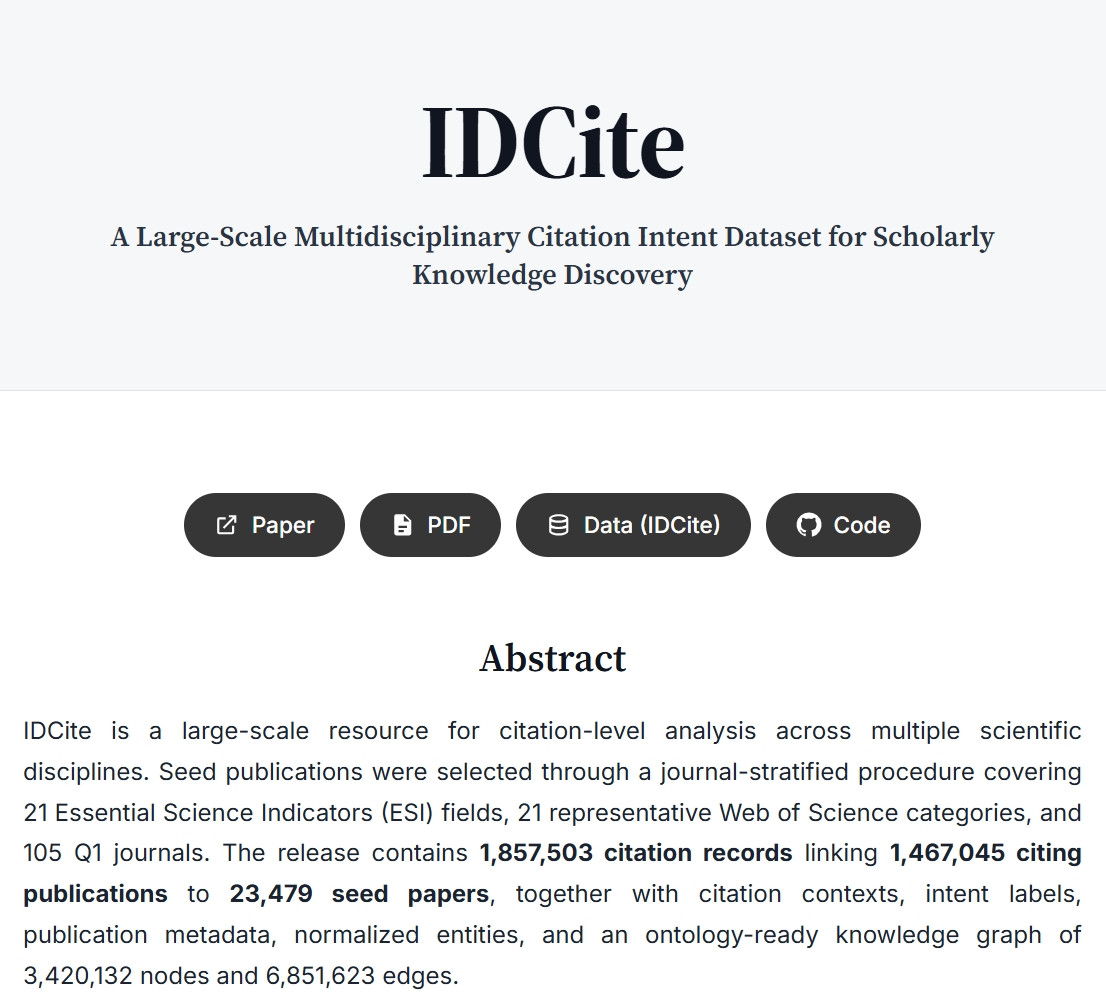 IDCite
A Large-Scale Multidisciplinary Citation Intent Dataset for Scholarly
Knowledge Discovery
Paper
PDF
Data (IDCite)
Code
Abstract
IDCite is a large-scale resource for citation-level analysis across multiple scientific
disciplines. Seed publications were selected through a journal-stratified procedure covering
21 Essential Science Indicators (ESI) fields, 21 representative Web of Science categories, and
105 Q1 journals. The release contains 1,857,503 citation records linking 1,467,045 citing
publications to 23,479 seed papers, together with citation contexts, intent labels,
publication metadata, normalized entities, and an ontology-ready knowledge graph of
3,420,132 nodes and 6,851,623 edges.